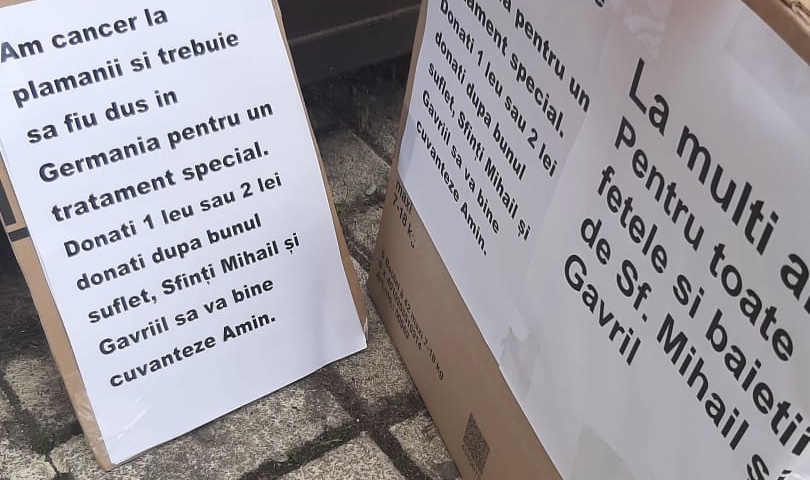 Am cancer la
plamanii si trebuie
sa fiu dus in
Germania pentru un
tratament special.
Donati 1 leu sau 2 lei
donati dupa bunul
suflet, Sfinți Mihail și
Gavriil sa va bine
cuvanteze Amin.
pentru un
tament special.
Donati 1 leu sau 2 lei
donati dupa bunul
suflet, Sfinți Mihail și
Gavriil sa va bine
cuvanteze Amin.
La multi a
Pentru toate
fetele si baietii
de Sf. Mihail s
Gavril